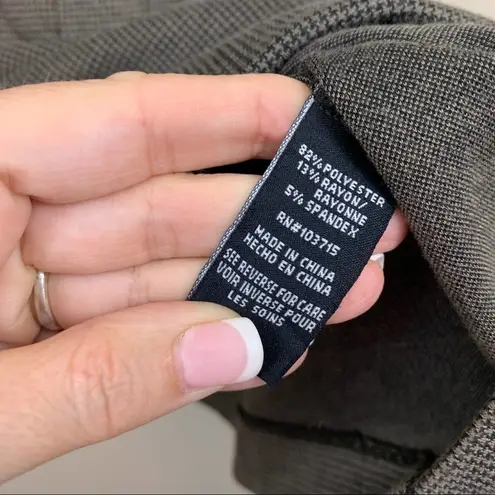 82% POLYESTER
13% RAYON/
RAYONNE
5% SPANDEX
RN#103715
MADE IN CHINA
HECHO EN CHINA
SEE REVERSE FOR CARE
VOIR INVERSE POUR
LES SOINS